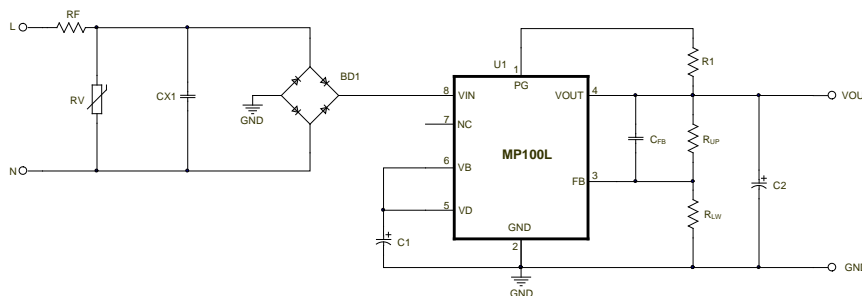 L
RF
RV
CX1
N
BD1
GND
U1
1
PG
R1
8
VIN
VOUT
4
VOU
7
NC
CFB
RUP
MP100L
6
VB
FB
3
5
VD
C2
RLW
C1
GND
2
GND
GND